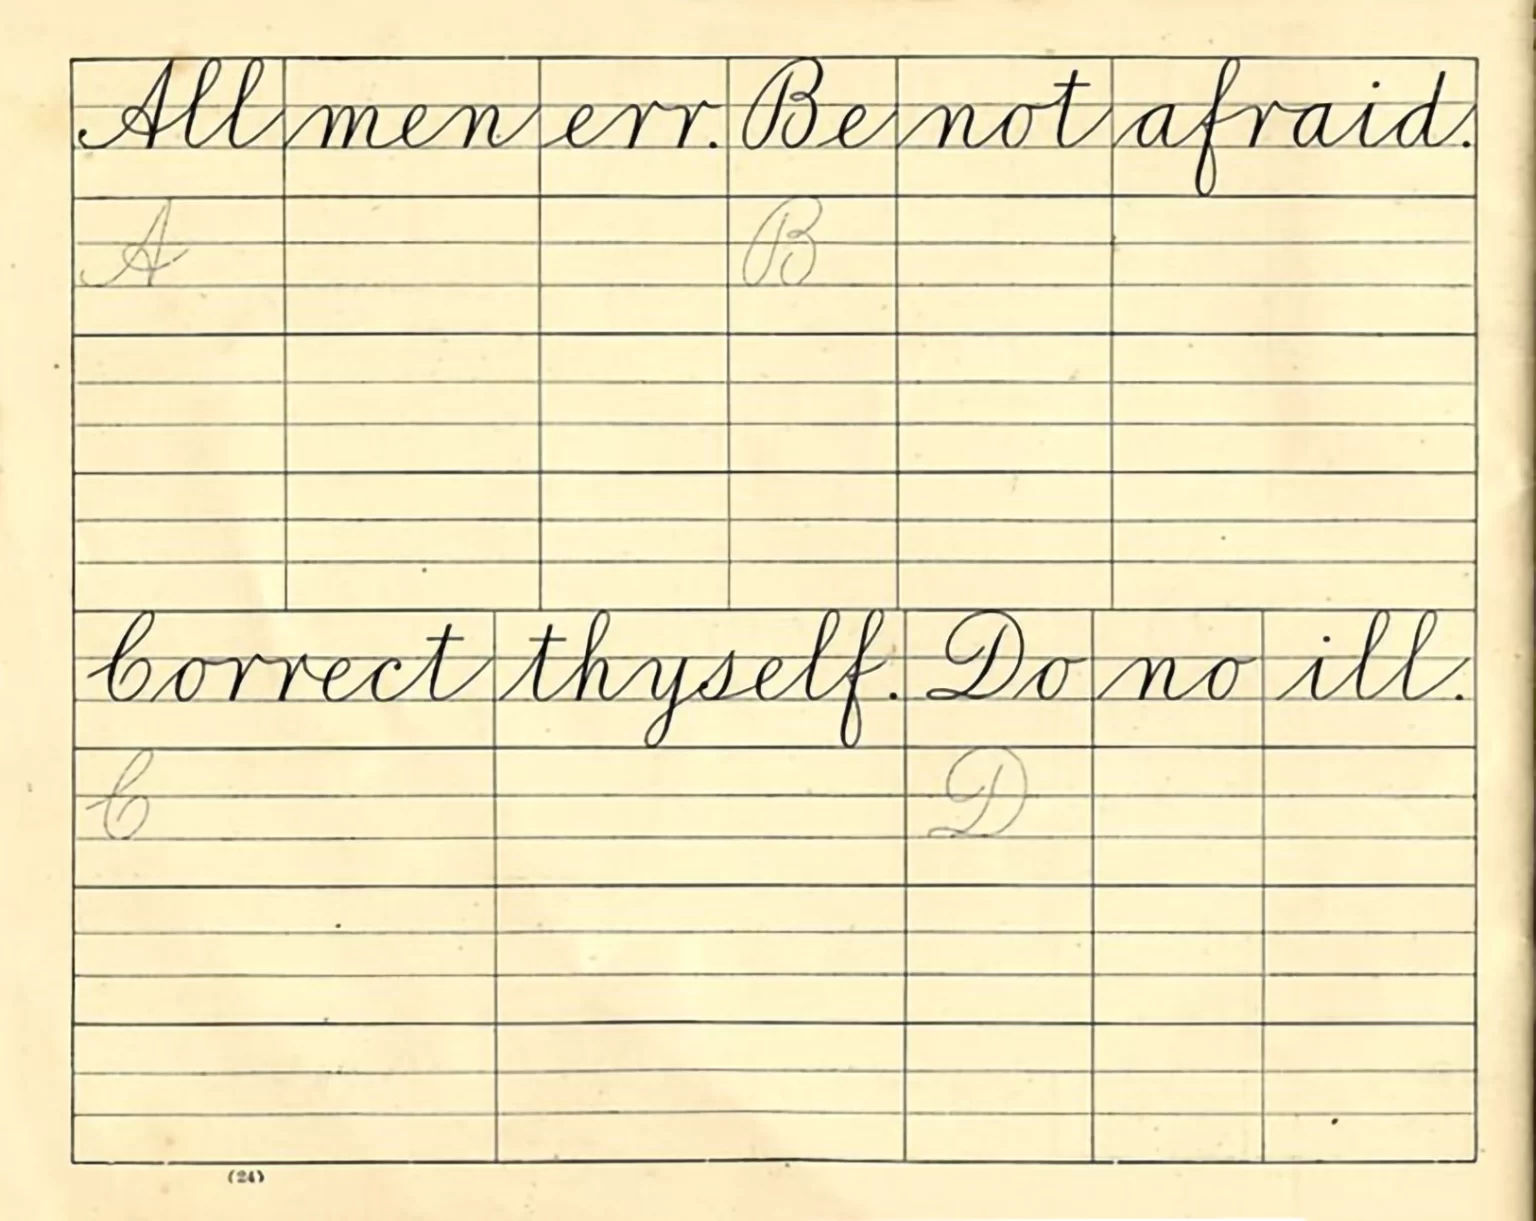 All men err. Be not afraid.
A B
Correct thyself. Do no ill.
C D
(24)